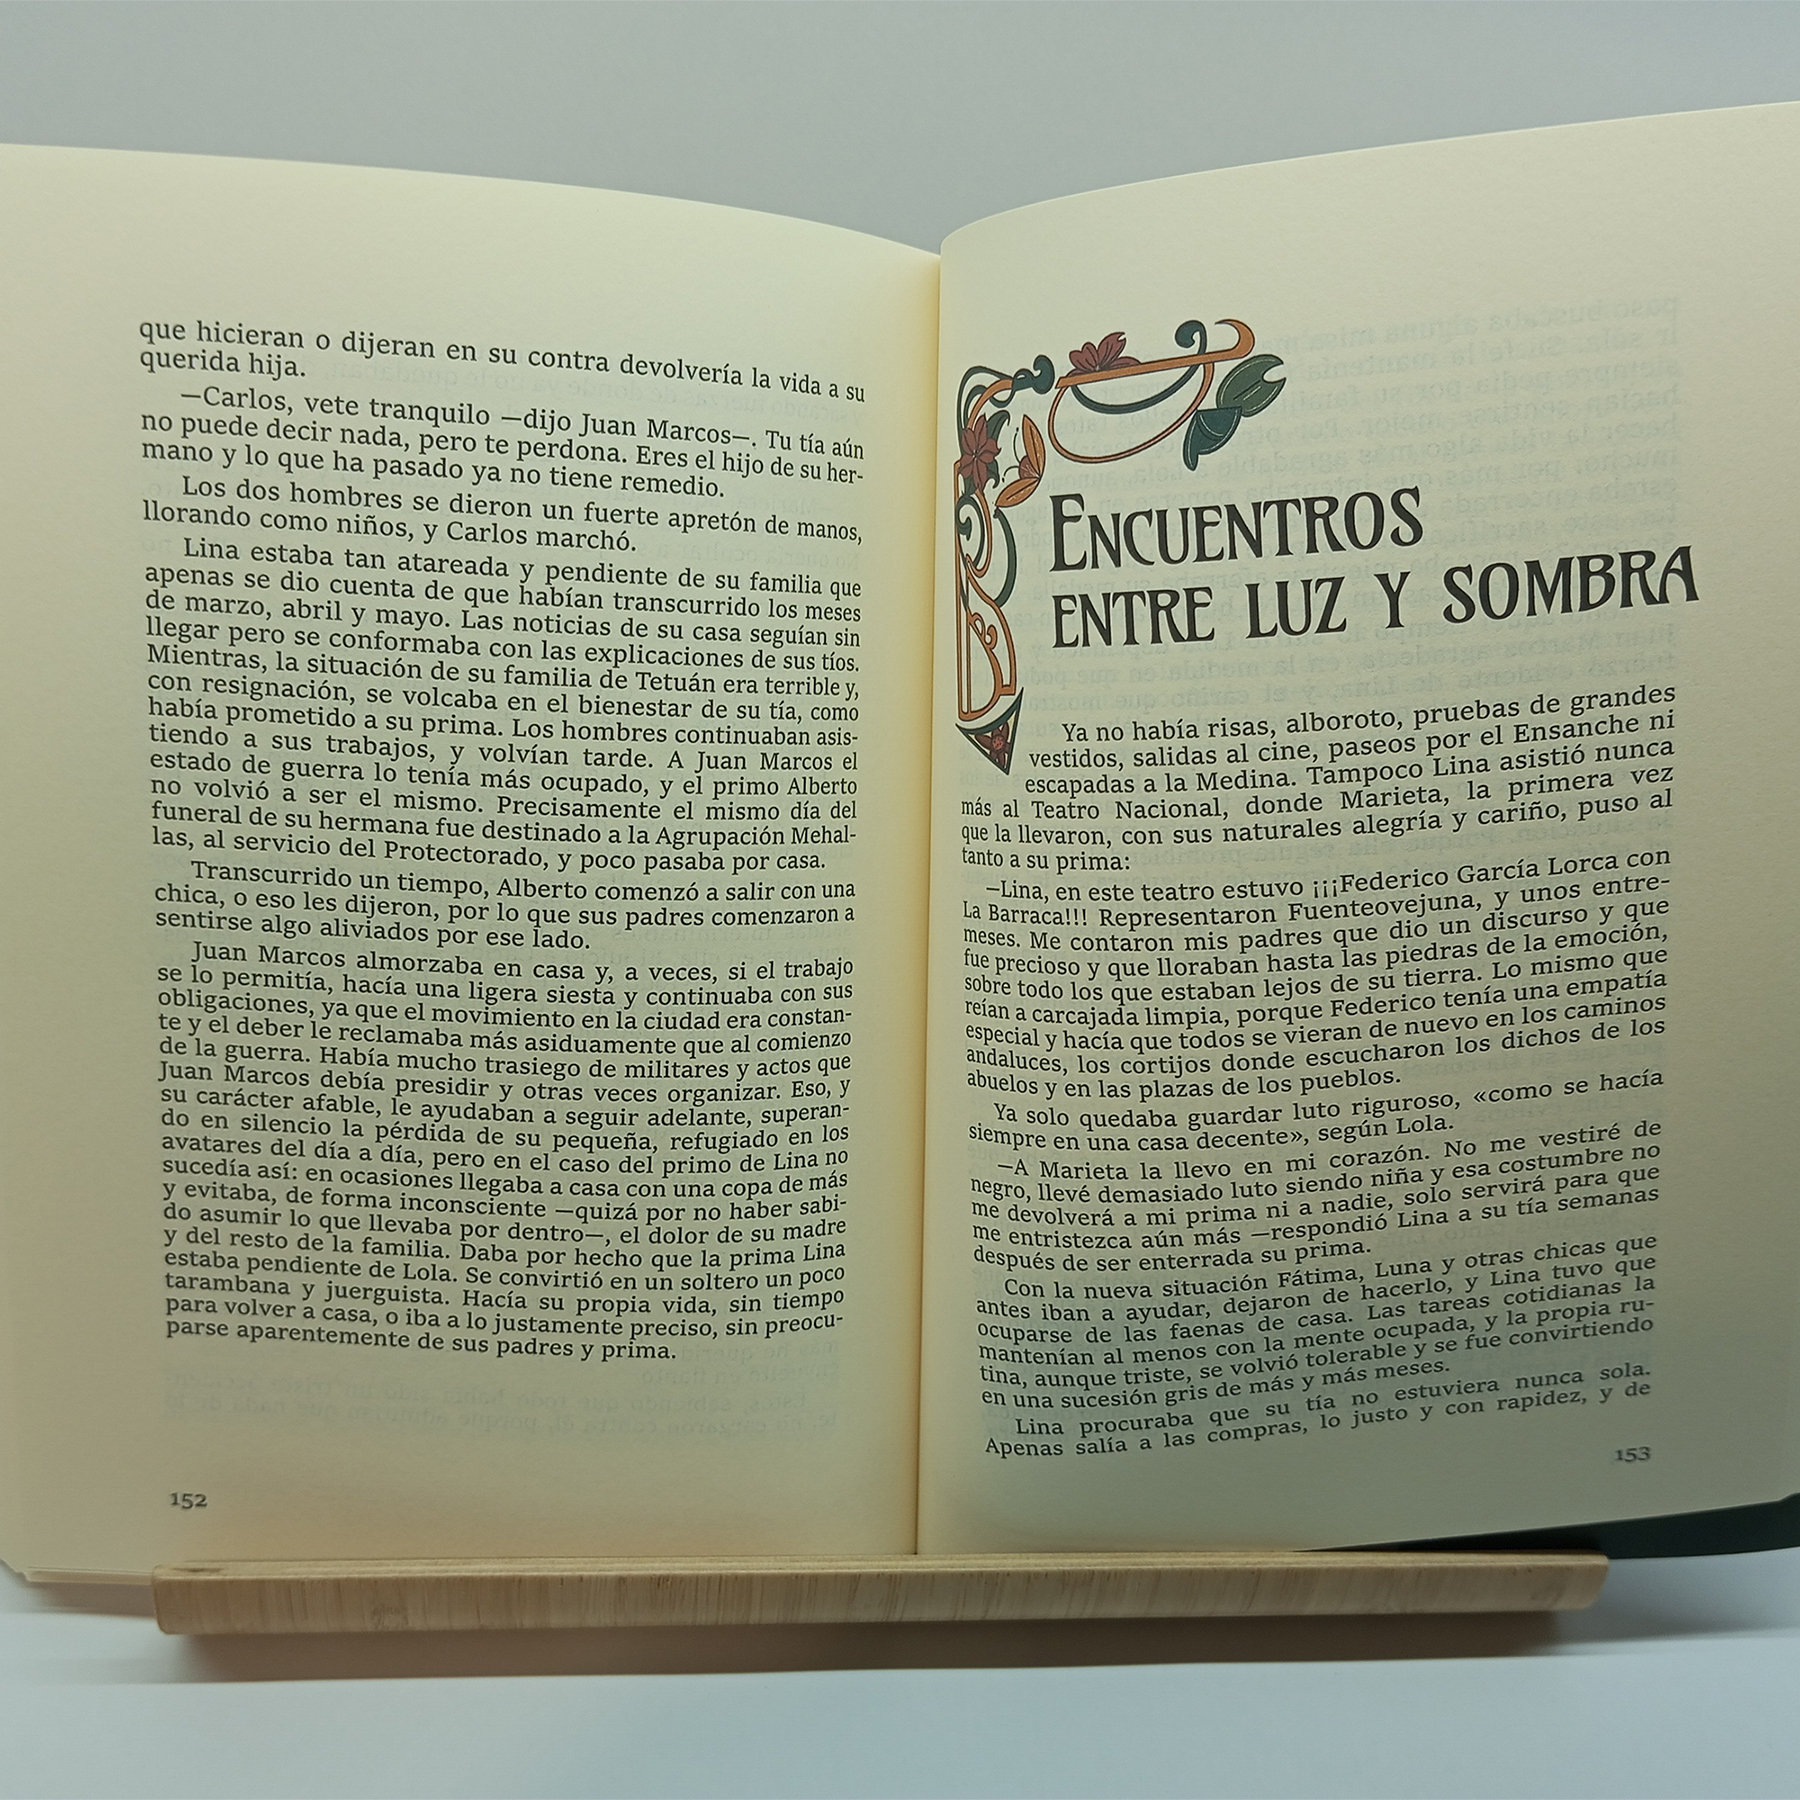 que hicieran o dijeran en su contra devolvería la vida a su
querida hija.
—Carlos, vete tranquilo —dijo Juan Marcos—. Tu tía aún
no puede decir nada, pero te perdona. Eres el hijo de su her-
mano y lo que ha pasado ya no tiene remedio.
Los dos hombres se dieron un fuerte apretón de manos,
llorando como niños, y Carlos marchó.
Lina estaba tan atareada y pendiente de su familia que
apenas se dio cuenta de que habían transcurrido los meses
de marzo, abril y mayo. Las noticias de su casa seguían sin
llegar pero se conformaba con las explicaciones de sus tíos.
Mientras, la situación de su familia de Tetuán era terrible y,
con resignación, se volcaba en el bienestar de su tía, como
había prometido a su prima. Los hombres continuaban asis-
tiendo a sus trabajos, y volvían tarde. A Juan Marcos el
estado de guerra lo tenía más ocupado, y el primo Alberto
no volvió a ser el mismo. Precisamente el mismo día del
funeral de su hermana fue destinado a la Agrupación Mehal-
las, al servicio del Protectorado, y poco pasaba por casa.
Transcurrido un tiempo, Alberto comenzó a salir con una
chica, o eso les dijeron, por lo que sus padres comenzaron a
sentirse algo aliviados por ese lado.
Juan Marcos almorzaba en casa y, a veces, si el trabajo
se lo permitía, hacía una ligera siesta y continuaba con sus
obligaciones, ya que el movimiento en la ciudad era constan-
te y el deber le reclamaba más asiduamente que al comienzo
de la guerra. Había mucho trasiego de militares y actos que
Juan Marcos debía presidir y otras veces organizar. Eso, y
su carácter afable, le ayudaban a seguir adelante, superan-
do en silencio la pérdida de su pequeña, refugiado en los
avatares del día a día, pero en el caso del primo de Lina no
sucedía así: en ocasiones llegaba a casa con una copa de más
y evitaba, de forma inconsciente —quizá por no haber sabi-
do asumir lo que llevaba por dentro—, el dolor de su madre
y del resto de la familia. Daba por hecho que la prima Lina
estaba pendiente de Lola. Se convirtió en un soltero un poco
tarambana y juerguista. Hacía su propia vida, sin tiempo
para volver a casa, o iba a lo justamente preciso, sin preocu-
parse aparentemente de sus padres y prima.
152
ENCUENTROS
ENTRE LUZ Y SOMBRA
Ya no había risas, alboroto, pruebas de grandes
vestidos, salidas al cine, paseos por el Ensanche ni
escapadas a la Medina. Tampoco Lina asistió nunca
más al Teatro Nacional, donde Marieta, la primera vez
que la llevaron, con sus naturales alegría y cariño, puso al
tanto a su prima:
—Lina, en este teatro estuvo ¡¡¡Federico García Lorca con
La Barraca!!! Representaron Fuenteovejuna, y unos entre-
meses. Me contaron mis padres que dio un discurso y que
fue precioso y que lloraban hasta las piedras de la emoción,
sobre todo los que estaban lejos de su tierra. Lo mismo que
reían a carcajada limpia, porque Federico tenía una empatía
especial y hacía que todos se vieran de nuevo en los caminos
andaluces, los cortijos donde escucharon los dichos de los
abuelos y en las plazas de los pueblos.
Ya solo quedaba guardar luto riguroso, «como se hacía
siempre en una casa decente», según Lola.
—A Marieta la llevo en mi corazón. No me vestiré de
negro, llevé demasiado luto siendo niña y esa costumbre no
me devolverá a mi prima ni a nadie, solo servirá para que
me entristezca aún más —respondió Lina a su tía semanas
después de ser enterrada su prima.
Con la nueva situación Fátima, Luna y otras chicas que
antes iban a ayudar, dejaron de hacerlo, y Lina tuvo que
ocuparse de las faenas de casa. Las tareas cotidianas la
mantenían al menos con la mente ocupada, y la propia ru-
tina, aunque triste, se volvió tolerable y se fue convirtiendo
en una sucesión gris de más y más meses.
Lina procuraba que su tía no estuviera nunca sola.
Apenas salía a las compras, lo justo y con rapidez, y de
153